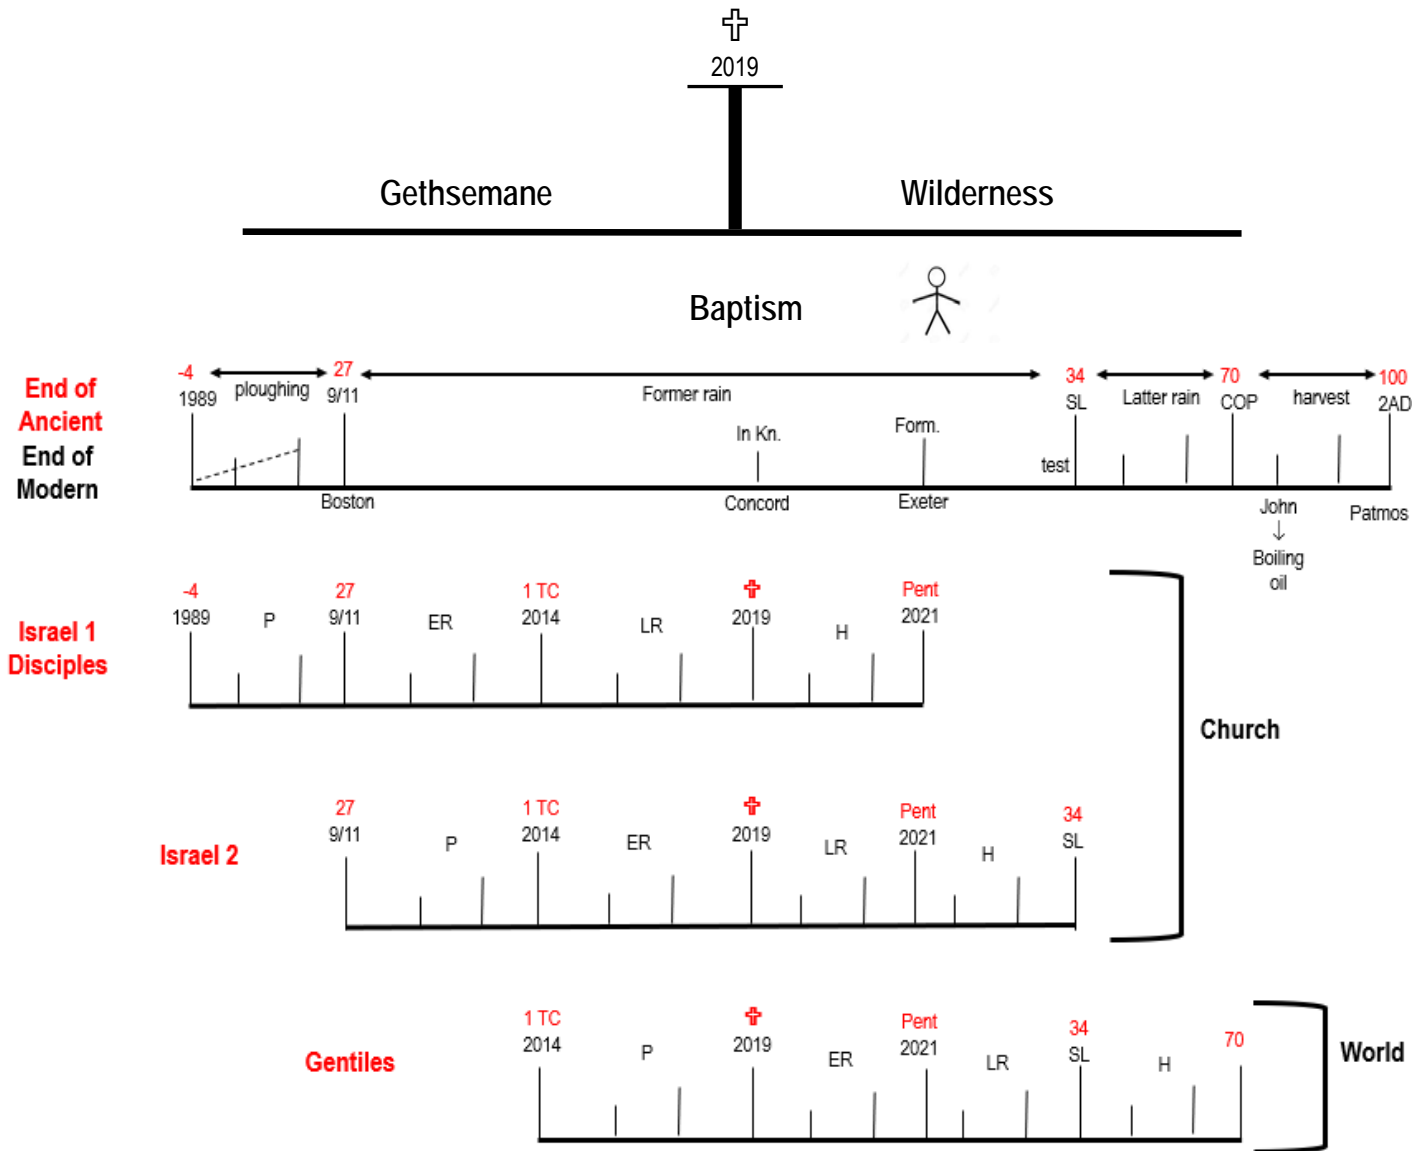 2019
Gethsemane
Wilderness
Baptism
End of
Ancient
End of
Modern
-4
1989
ploughing
27
9/11
Former rain
34
SL
Latter rain
70
COP
harvest
100
2AD
In Kn.
Form.
test
Boston
Concord
Exeter
John
↓
Boiling
oil
Patmos
Israel 1
Disciples
-4
1989
P
27
9/11
ER
1 TC
2014
LR
2019
H
Pent
2021
Church
Israel 2
27
9/11
P
1 TC
2014
ER
2019
LR
Pent
2021
H
34
SL
Gentiles
1 TC
2014
P
2019
ER
Pent
2021
LR
34
SL
H
70
World